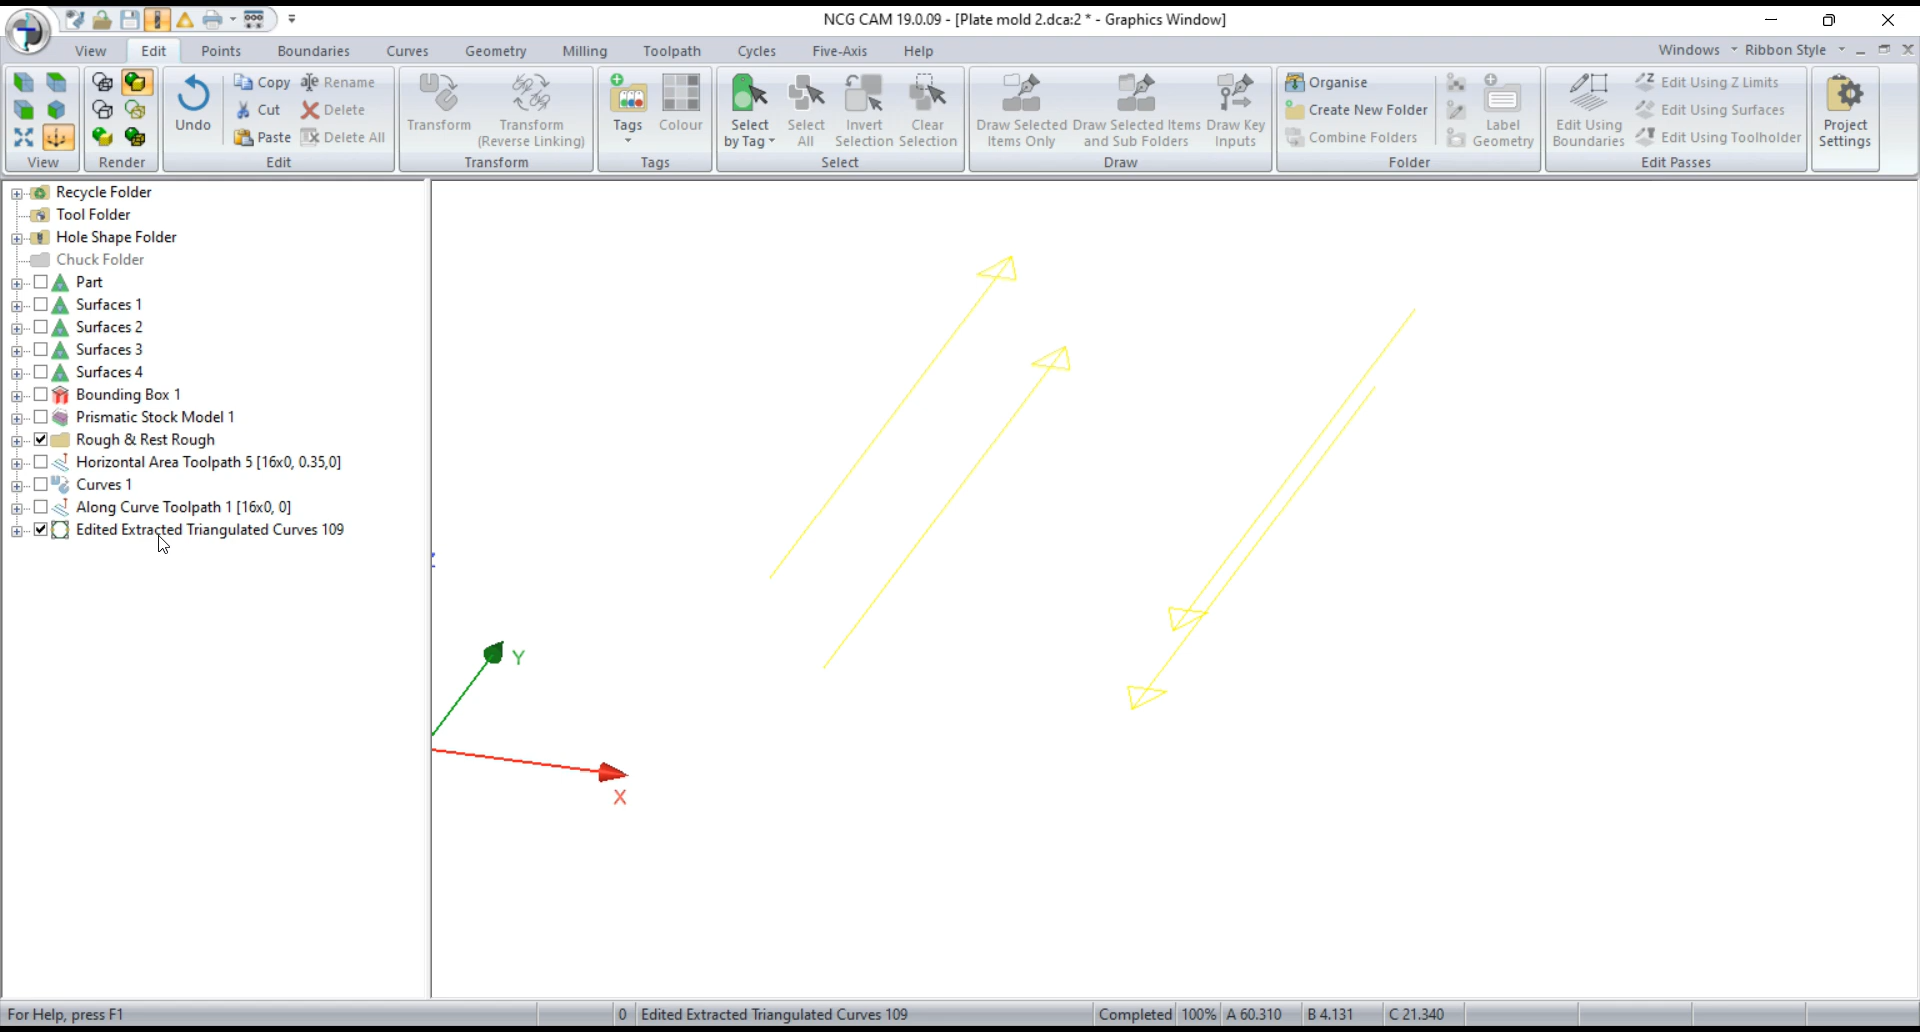 NCG CAM 19.0.09 - [Plate mold 2.dca:2 * - Graphics Window]
View Edit Points Boundaries Curves Geometry Milling Toolpath Cycles Five-Axis Help Windows Ribbon Style
Undo Copy Rename
Cut Delete
Paste Delete All
Transform Transform (Reverse Linking)
Tags Colour
Select by Tag Select All Invert Selection Clear Selection
Draw Selected Items Only Draw Selected Items and Sub Folders Draw Key Inputs
Organise
Create New Folder
Combine Folders
Label Geometry
Edit Using Boundaries
Edit Using Z Limits
Edit Using Surfaces
Edit Using Toolholder
Project Settings
View Render Edit Transform Tags Select Draw Folder Edit Passes
Recycle Folder
Tool Folder
Hole Shape Folder
Chuck Folder
Part
Surfaces 1
Surfaces 2
Surfaces 3
Surfaces 4
Bounding Box 1
Prismatic Stock Model 1
Rough & Rest Rough
Horizontal Area Toolpath 5 [16x0, 0.35,0]
Curves 1
Along Curve Toolpath 1 [16x0, 0]
Edited Extracted Triangulated Curves 109
Y
X
For Help, press F1 0 Edited Extracted Triangulated Curves 109 Completed 100% A 60.310 B 4.131 C 21.340